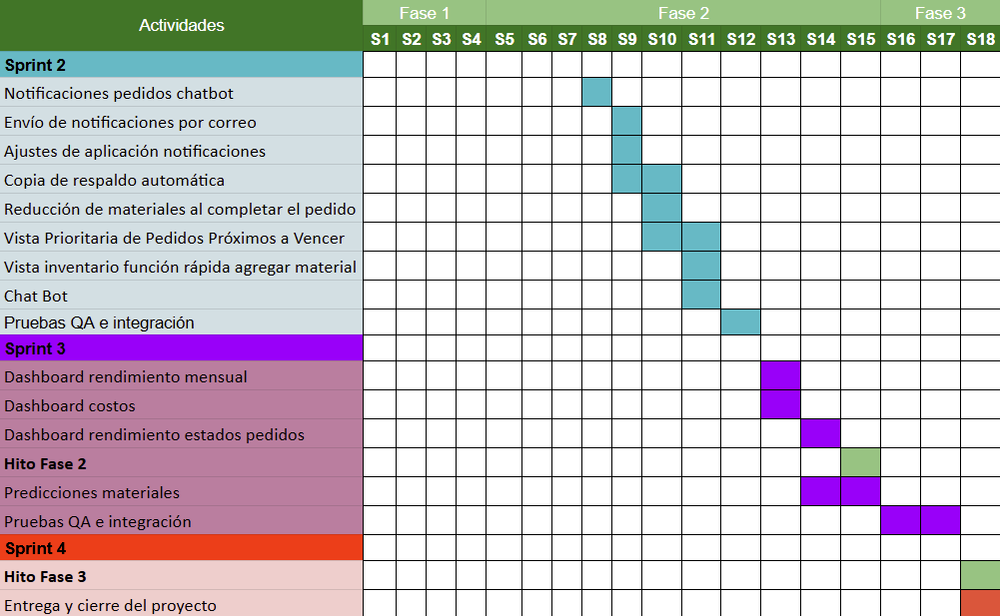 Actividades
Fase 1 Fase 2 Fase 3
S1 S2 S3 S4 S5 S6 S7 S8 S9 S10 S11 S12 S13 S14 S15 S16 S17 S18
Sprint 2
Notificaciones pedidos chatbot
Envío de notificaciones por correo
Ajustes de aplicación notificaciones
Copia de respaldo automática
Reducción de materiales al completar el pedido
Vista Prioritaria de Pedidos Próximos a Vencer
Vista inventario función rápida agregar material
Chat Bot
Pruebas QA e integración
Sprint 3
Dashboard rendimiento mensual
Dashboard costos
Dashboard rendimiento estados pedidos
Hito Fase 2
Predicciones materiales
Pruebas QA e integración
Sprint 4
Hito Fase 3
Entrega y cierre del proyecto